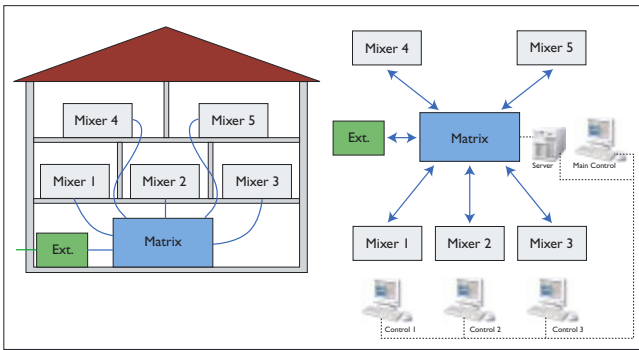 Mixer 4
Mixer 5
Mixer 1
Mixer 2
Mixer 3
Matrix
Ext.
Mixer 4
Mixer 5
Ext.
Matrix
Server
Main Control
Mixer 1
Mixer 2
Mixer 3
Control 1
Control 2
Control 3